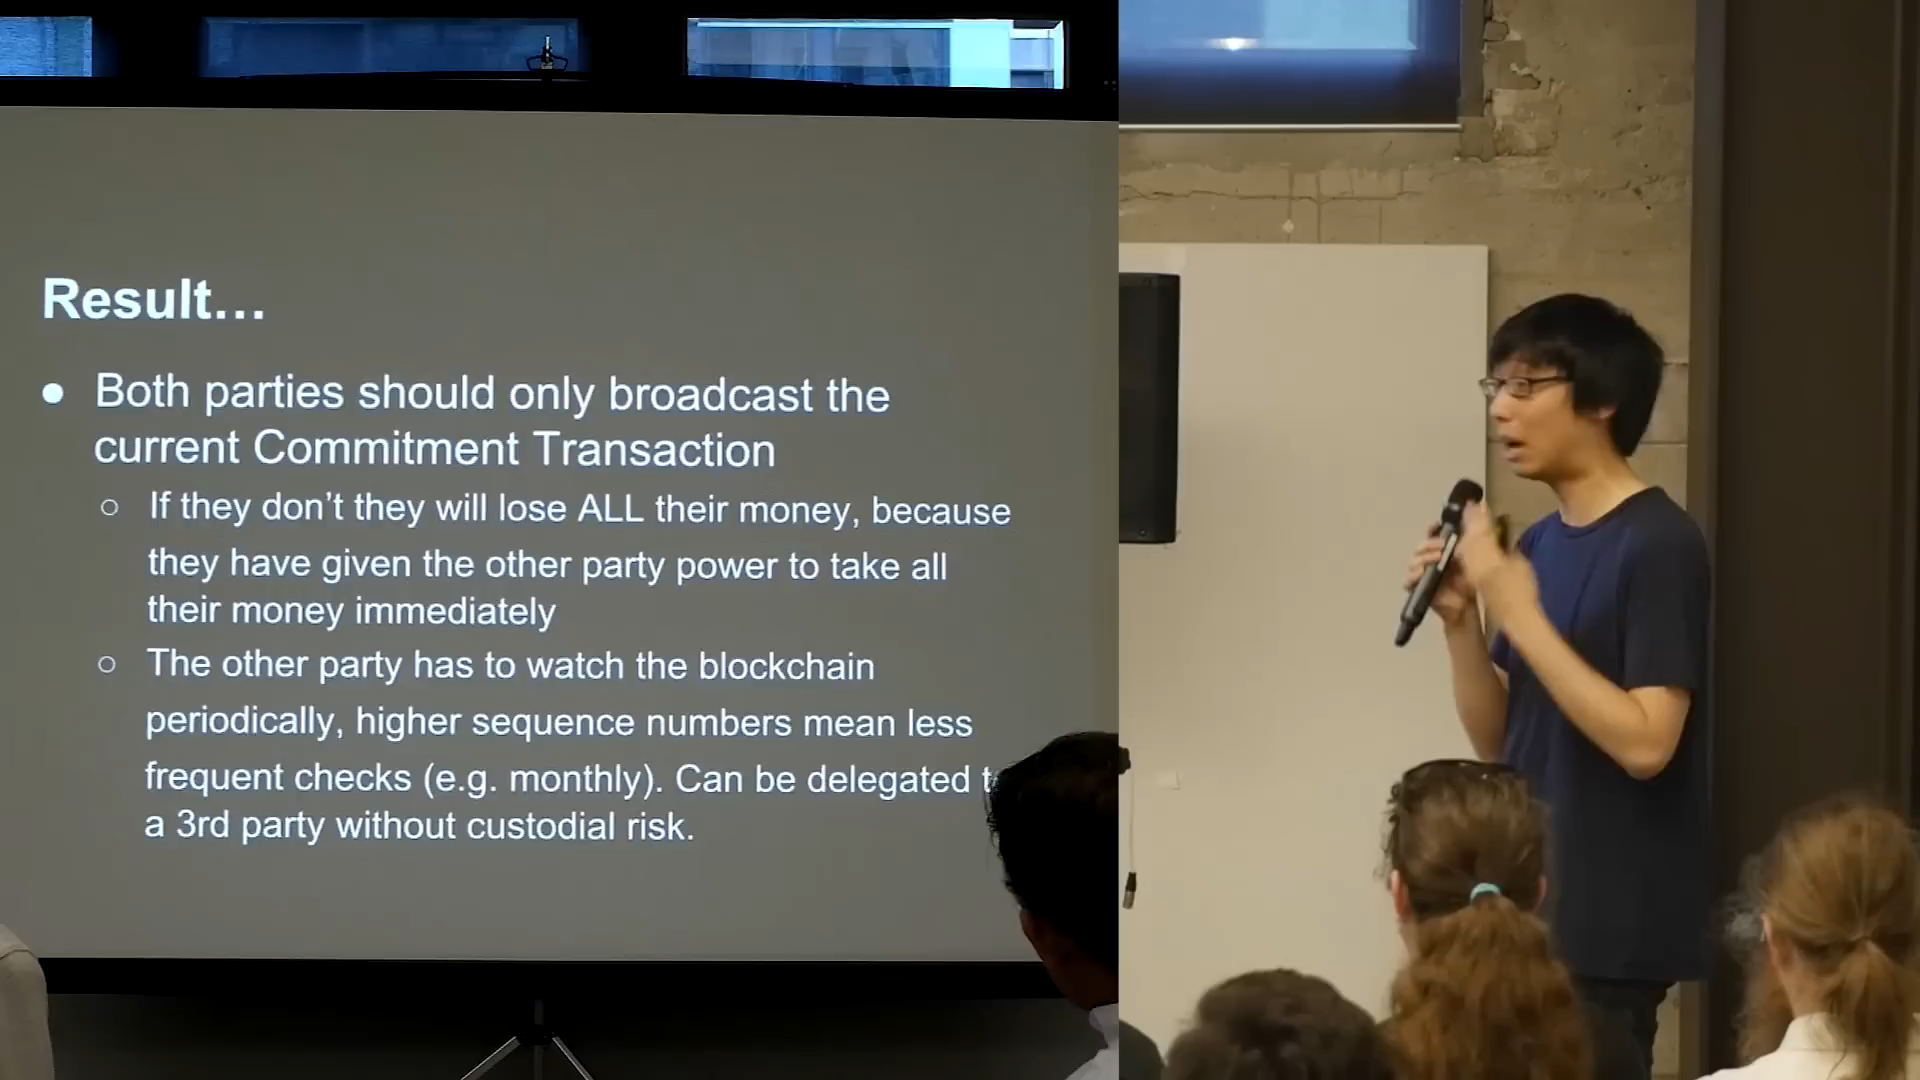 Result…
● Both parties should only broadcast the
current Commitment Transaction
○ If they don’t they will lose ALL their money, because
they have given the other party power to take all
their money immediately
○ The other party has to watch the blockchain
periodically, higher sequence numbers mean less
frequent checks (e.g. monthly). Can be delegated
a 3rd party without custodial risk.